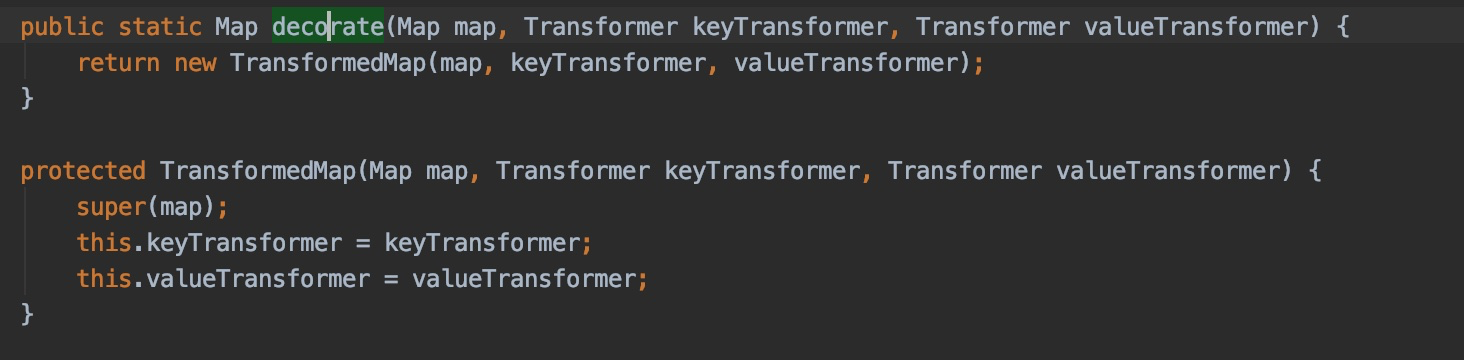 public static Map decorate(Map map, Transformer keyTransformer, Transformer valueTransformer) {
return new TransformedMap(map, keyTransformer, valueTransformer);
}
protected TransformedMap(Map map, Transformer keyTransformer, Transformer valueTransformer) {
super(map);
this.keyTransformer = keyTransformer;
this.valueTransformer = valueTransformer;
}